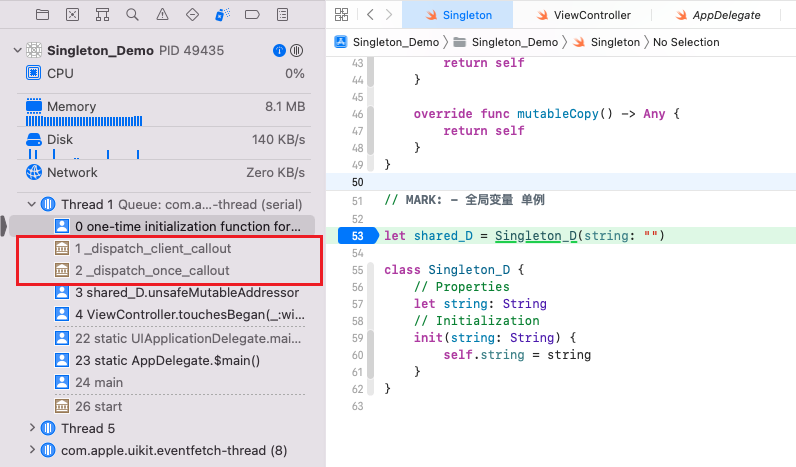 Singleton_Demo PID 49435
CPU 0%
Memory 8.1 MB
Disk 140 KB/s
Network Zero KB/s
Thread 1 Queue: com.a...-thread (serial)
0 one-time initialization function for...
1 _dispatch_client_callout
2 _dispatch_once_callout
3 shared_D.unsafeMutableAddressor
4 ViewController.touchesBegan(_:wi...
22 static UIApplicationDelegate.mai...
23 static AppDelegate.$main()
24 main
26 start
Thread 5
com.apple.uikit.eventfetch-thread (8)
Singleton ViewController AppDelegate
Singleton_Demo Singleton_Demo Singleton No Selection
43 return self
44 }
45
46 override func mutableCopy() -> Any {
47 return self
48 }
49 }
50
51 // MARK: - 全局变量 单例
52
53 let shared_D = Singleton_D(string: "")
54
55 class Singleton_D {
56 // Properties
57 let string: String
58 // Initialization
59 init(string: String) {
60 self.string = string
61 }
62 }
63